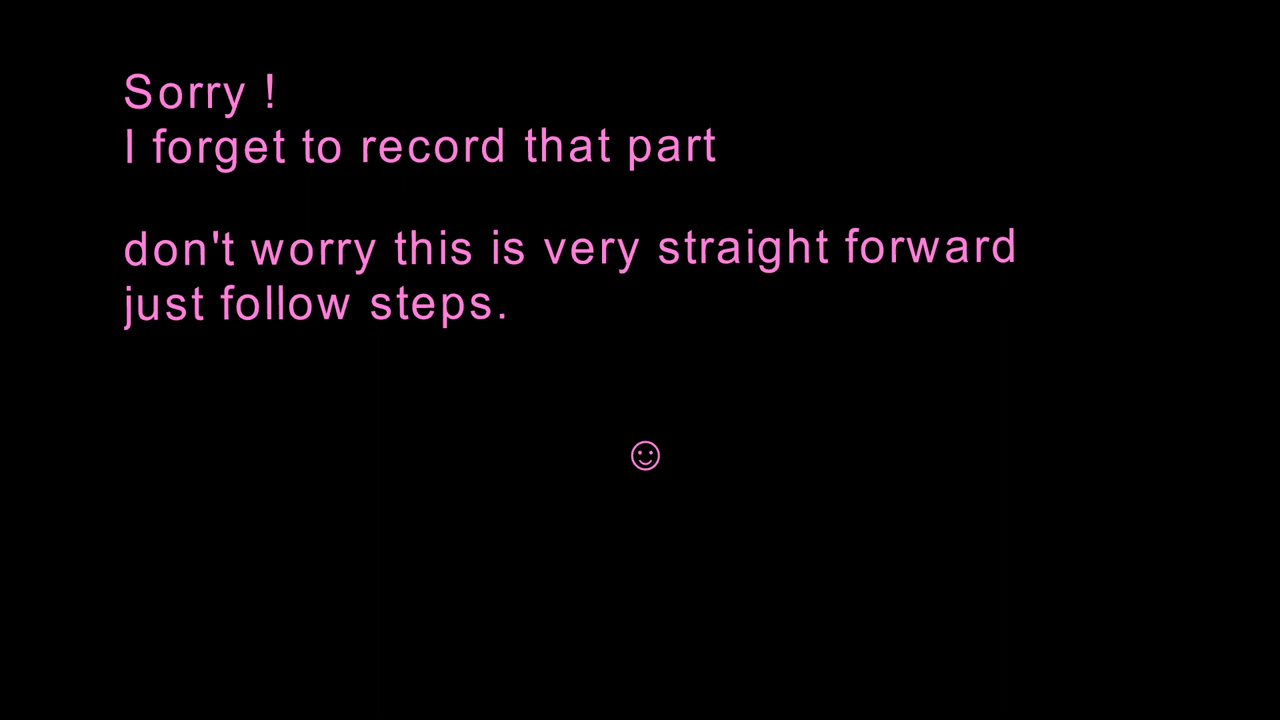 Sorry !
I forget to record that part
don't worry this is very straight forward
just follow steps.
☺